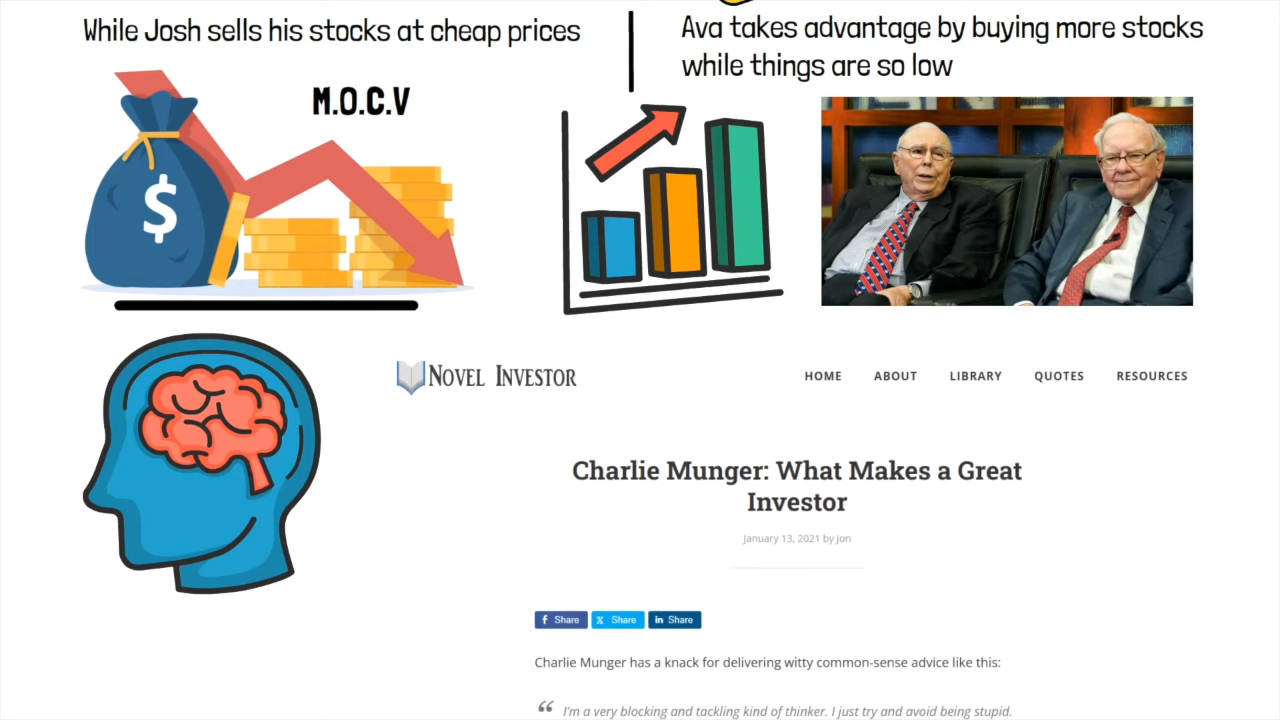 While Josh sells his stocks at cheap prices
Ava takes advantage by buying more stocks
while things are so low
M.O.C.V
$
NOVEL INVESTOR
HOME ABOUT LIBRARY QUOTES RESOURCES
Charlie Munger: What Makes a Great
Investor
January 13, 2021 by Jon
f Share X Share in Share
Charlie Munger has a knack for delivering witty common-sense advice like this:
“ I'm a very blocking and tackling kind of thinker. I just try and avoid being stupid.